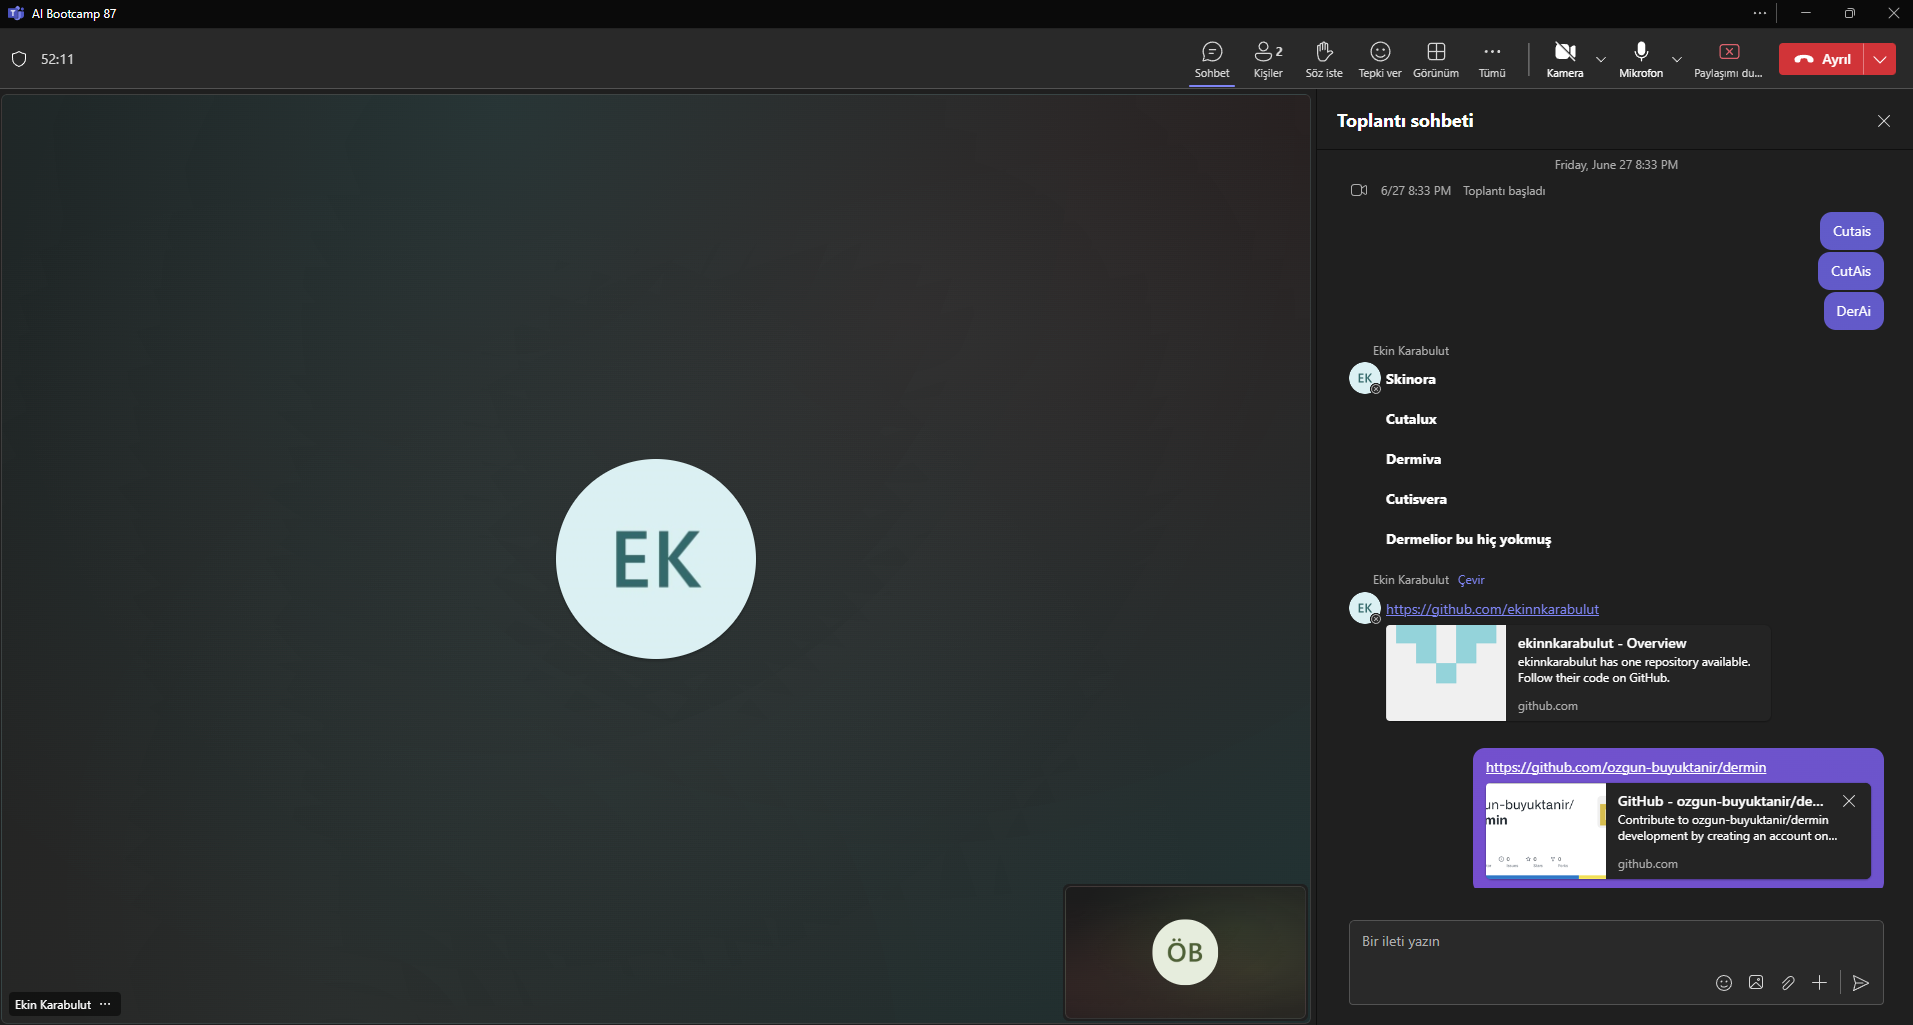 AI Bootcamp 87
52:11
Sohbet
Kişiler
2
Söz iste
Tepki ver
Görünüm
Tümü
Kamera
Mikrofon
Paylaşımı du...
Ayrıl
EK
ÖB
Ekin Karabulut
Toplantı sohbeti
Friday, June 27 8:33 PM
6/27 8:33 PM Toplantı başladı
Cutais
CutAis
DerAi
Ekin Karabulut
EK
Skinora
Cutalux
Dermiva
Cutisvera
Dermelior bu hiç yokmuş
Ekin Karabulut Çevir
EK
https://github.com/ekinnkarabulut
ekinnkarabulut - Overview
ekinnkarabulut has one repository available.
Follow their code on GitHub.
github.com
https://github.com/ozgun-buyuktanir/dermin
un-buyuktanir/
min
GitHub - ozgun-buyuktanir/de...
Contribute to ozgun-buyuktanir/dermin
development by creating an account on...
github.com
Bir ileti yazın